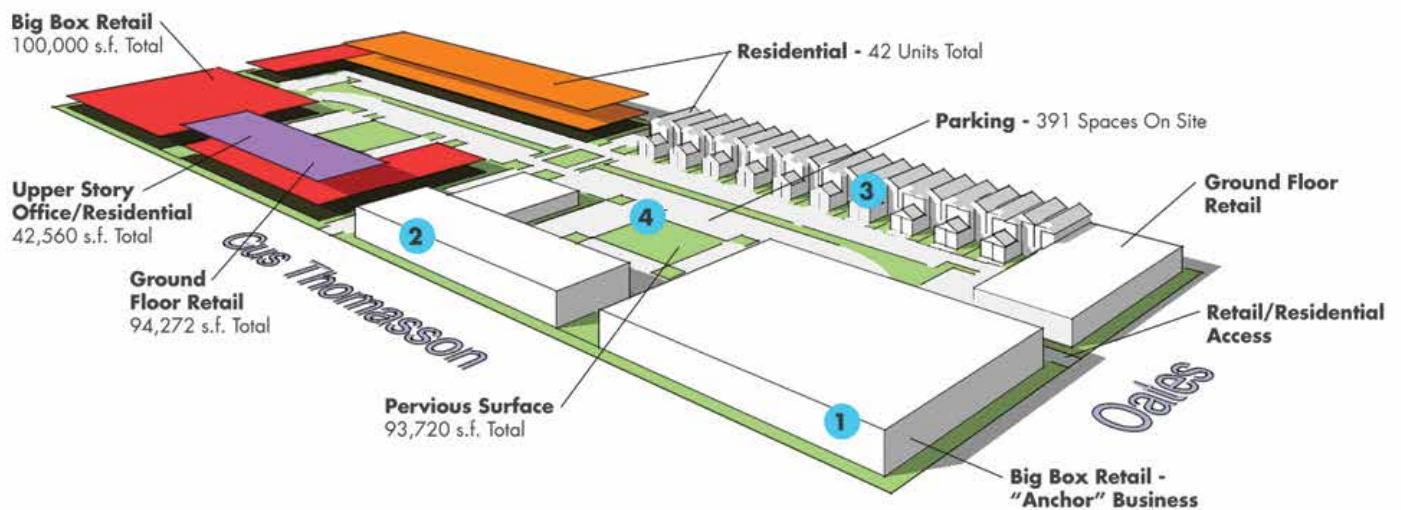 Big Box Retail
100,000 s.f. Total
Residential - 42 Units Total
Parking - 391 Spaces On Site
Ground Floor
Retail
Upper Story
Office/Residential
42,560 s.f. Total
3
4
2
Ground
Floor Retail
94,272 s.f. Total
Gus Thomasson
Retail/Residential
Access
Oates
Pervious Surface
93,720 s.f. Total
1
Big Box Retail -
“Anchor” Business